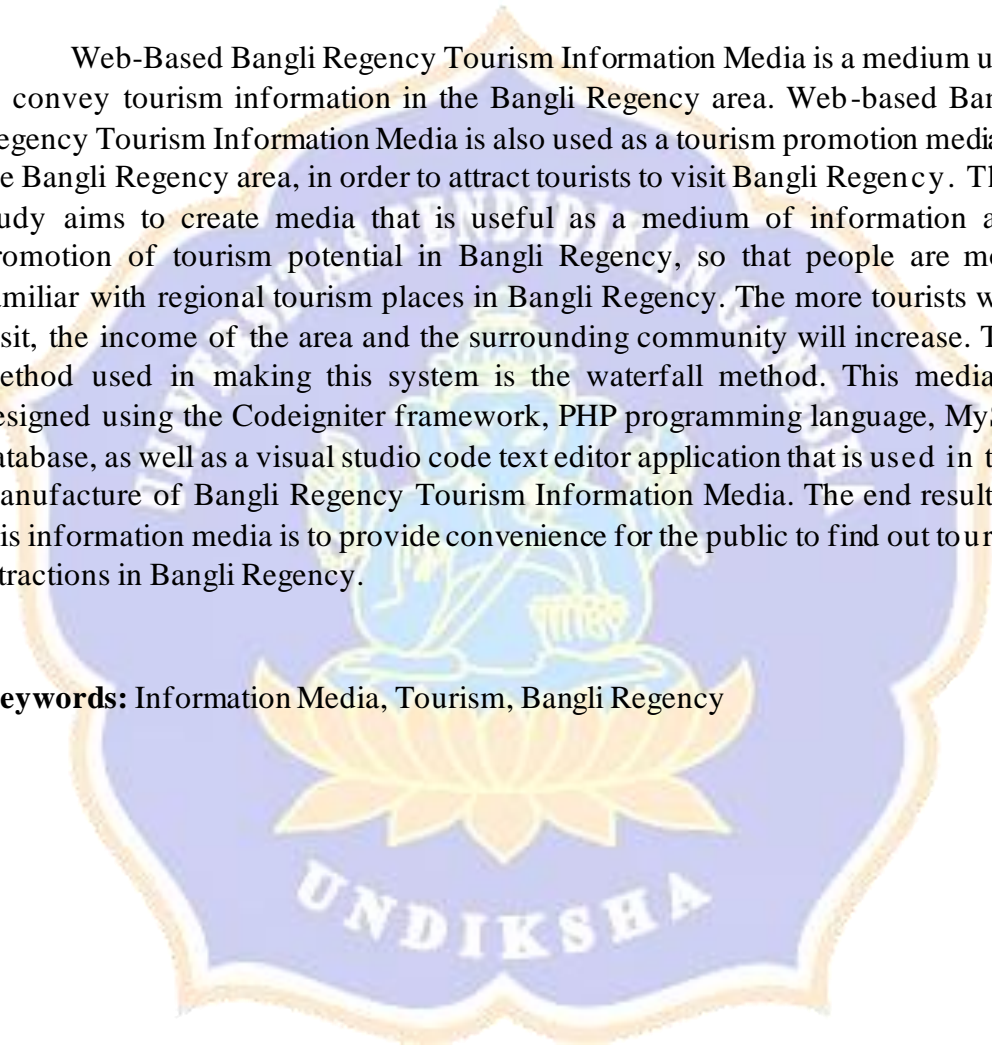 Web-Based Bangli Regency Tourism Information Media is a medium u
convey tourism information in the Bangli Regency area. Web-based Ban
egency Tourism Information Media is also used as a tourism promotion media
e Bangli Regency area, in order to attract tourists to visit Bangli Regency. Th
udy aims to create media that is useful as a medium of information a
romotion of tourism potential in Bangli Regency, so that people are mo
amiliar with regional tourism places in Bangli Regency. The more tourists w
sit, the income of the area and the surrounding community will increase. T
ethod used in making this system is the waterfall method. This media
esigned using the Codeigniter framework, PHP programming language, MyS
atabase, as well as a visual studio code text editor application that is used in t
anufacture of Bangli Regency Tourism Information Media. The end result
is information media is to provide convenience for the public to find out tour
tractions in Bangli Regency.
eywords: Information Media, Tourism, Bangli Regency
UNIVERSITAS PENDIDIKAN GANESHA
UNDIKSHA